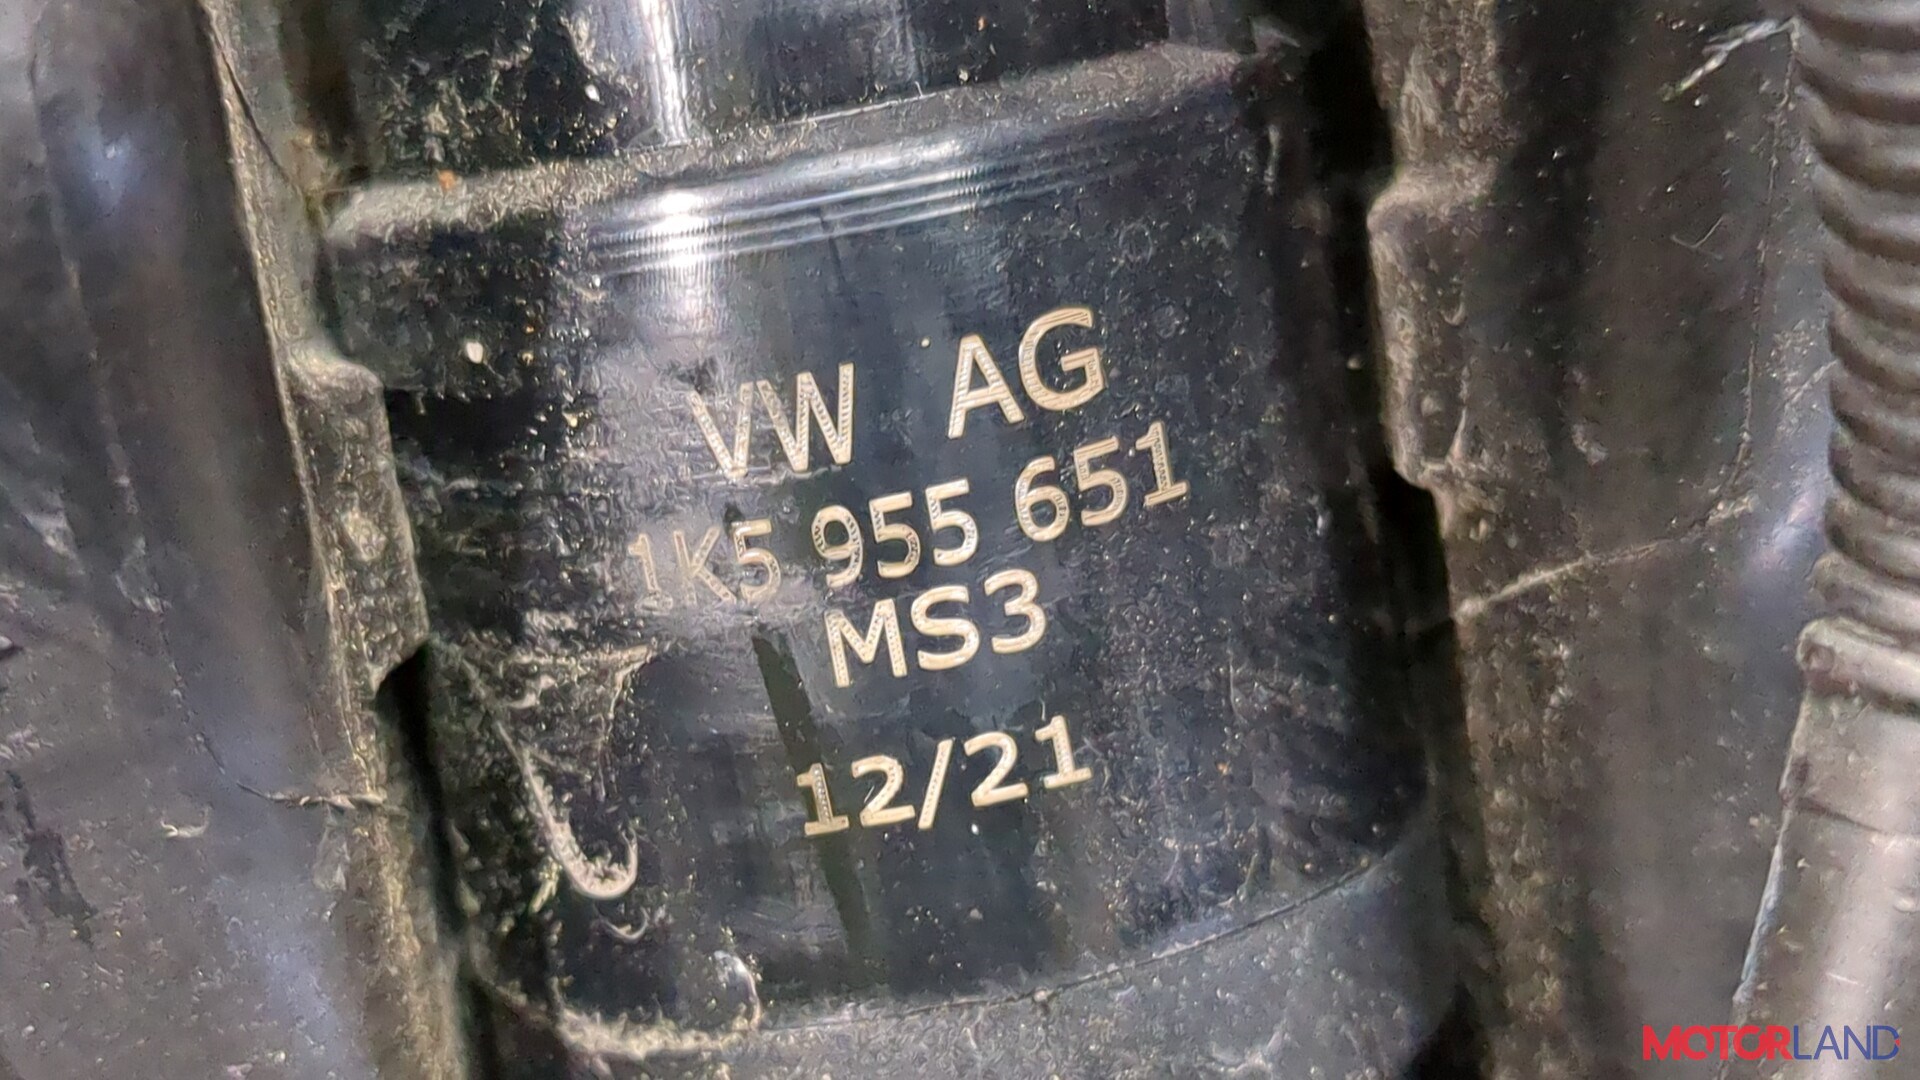 VW AG
1K5 955 651
MS3
12/21
MOTORLAND